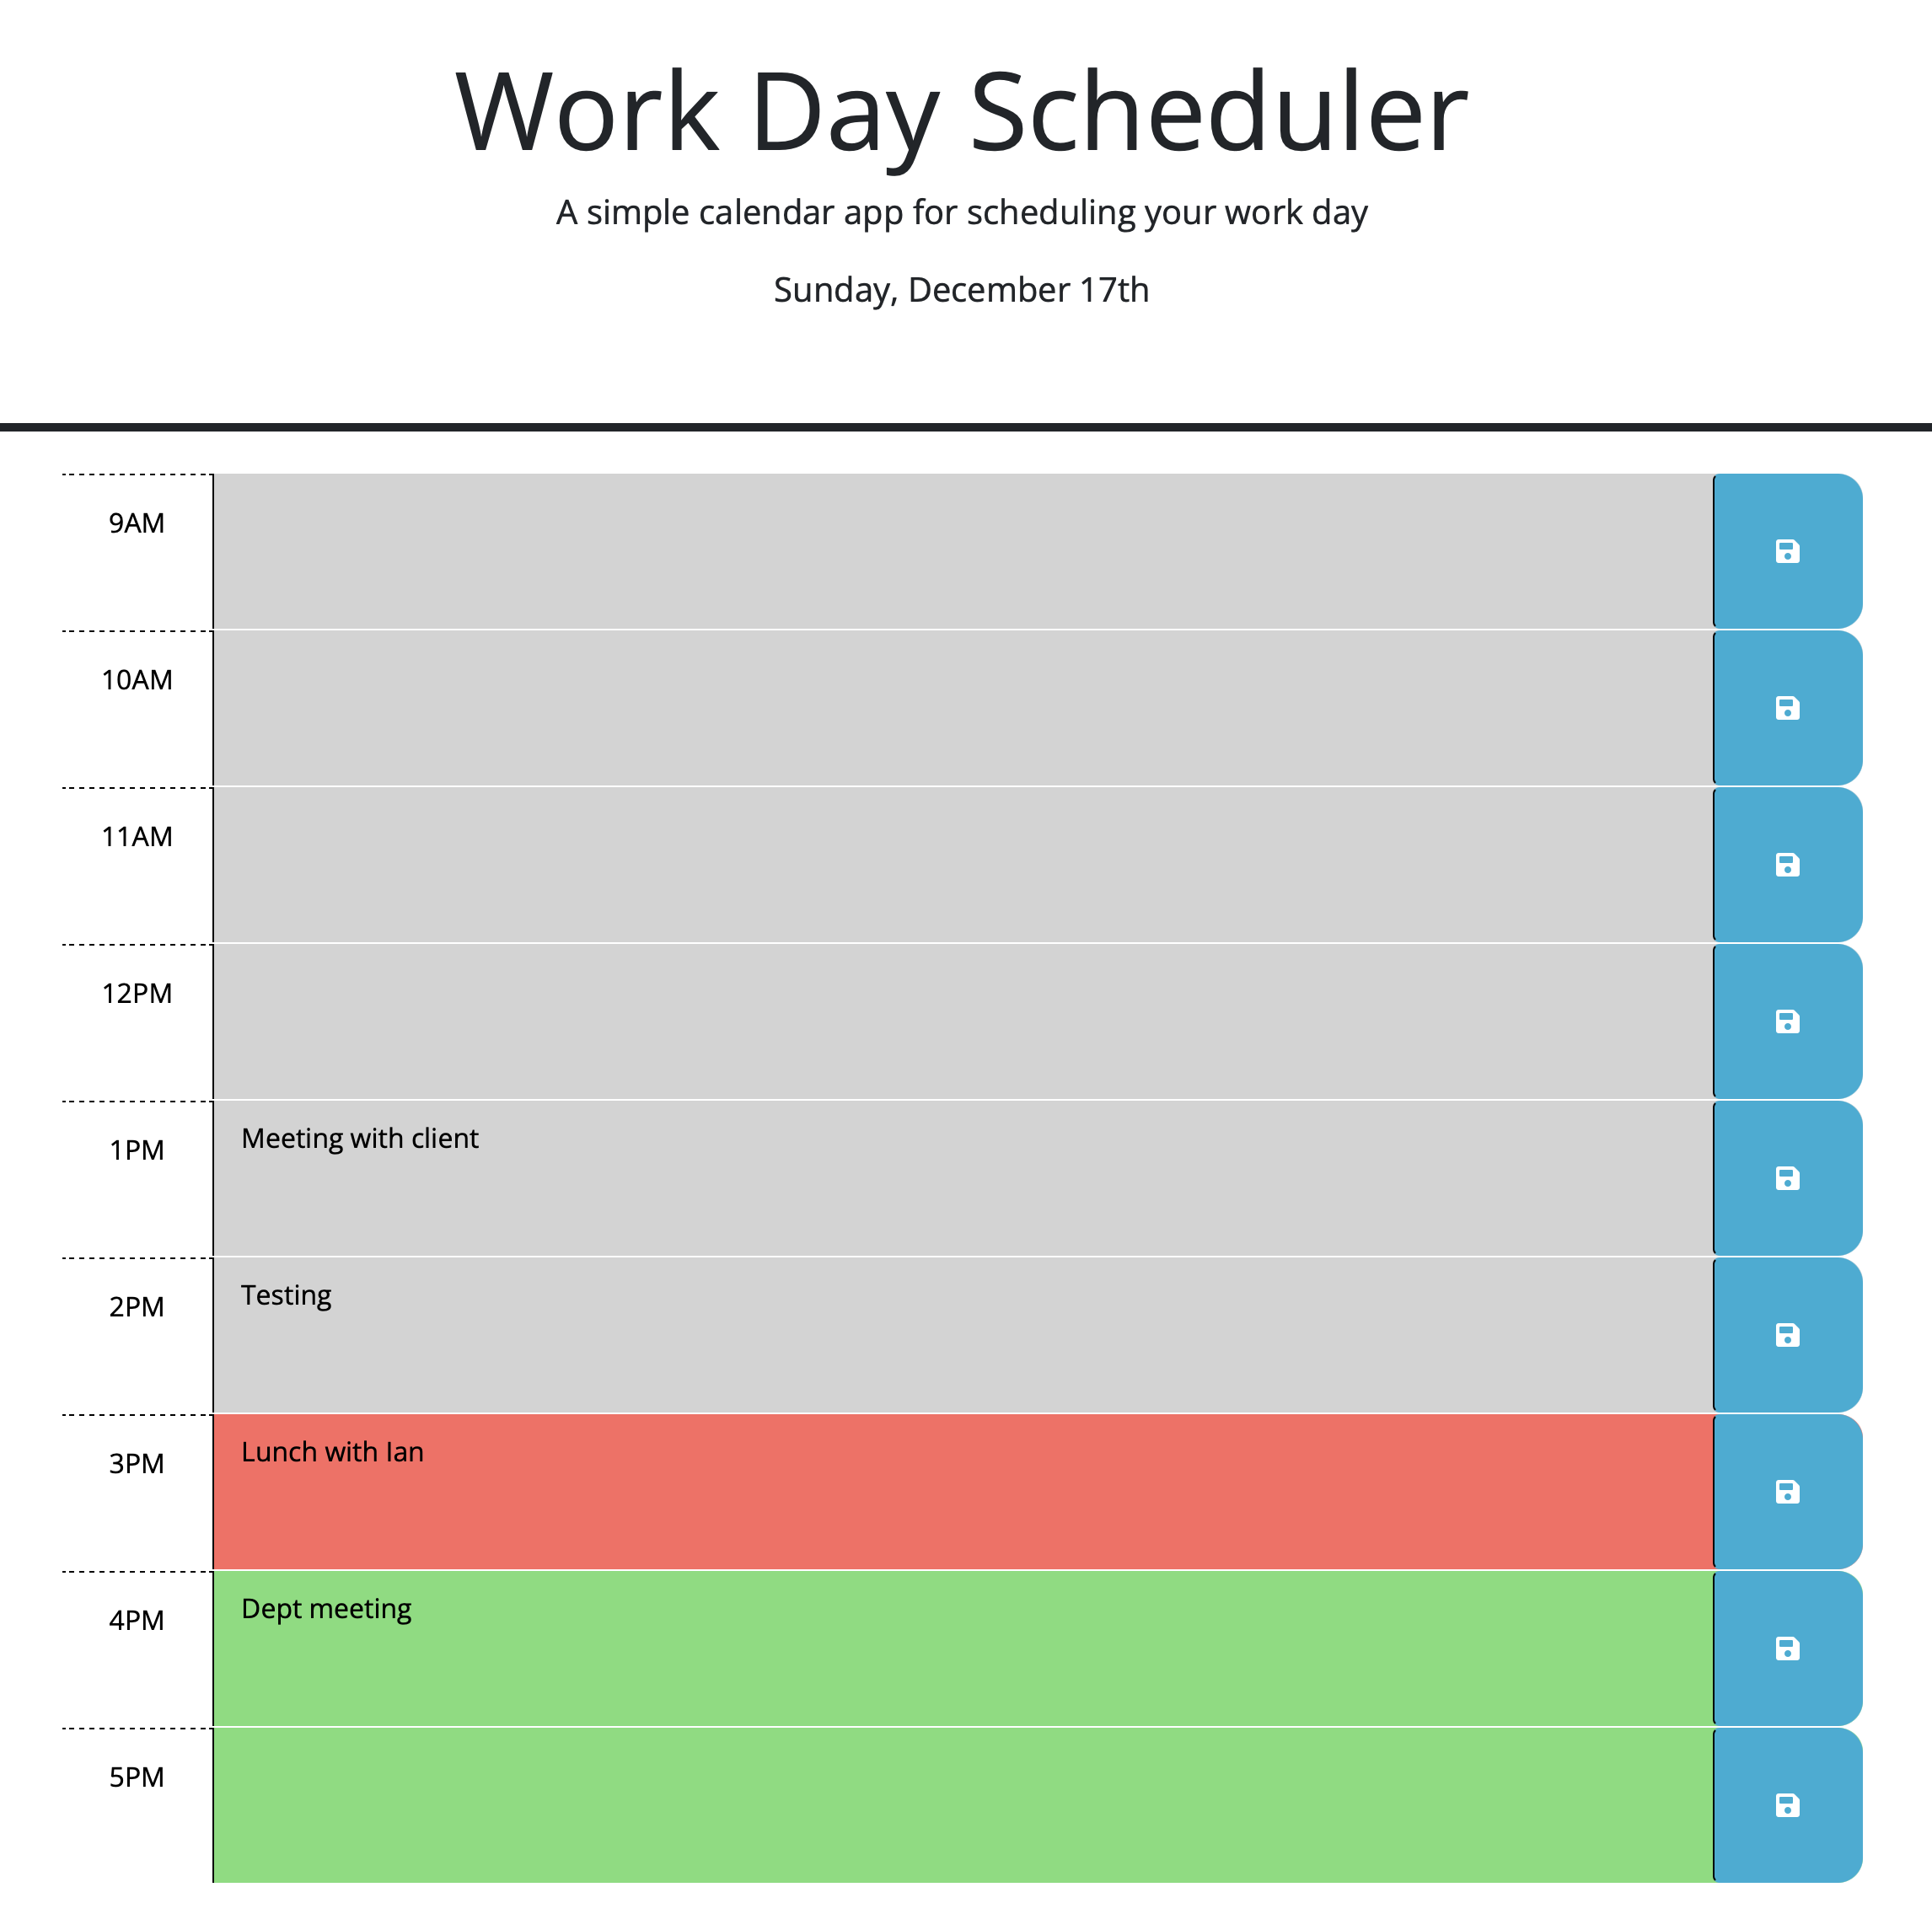 Work Day Scheduler
A simple calendar app for scheduling your work day
Sunday, December 17th
9AM
10AM
11AM
12PM
1PM Meeting with client
2PM Testing
3PM Lunch with Ian
4PM Dept meeting
5PM